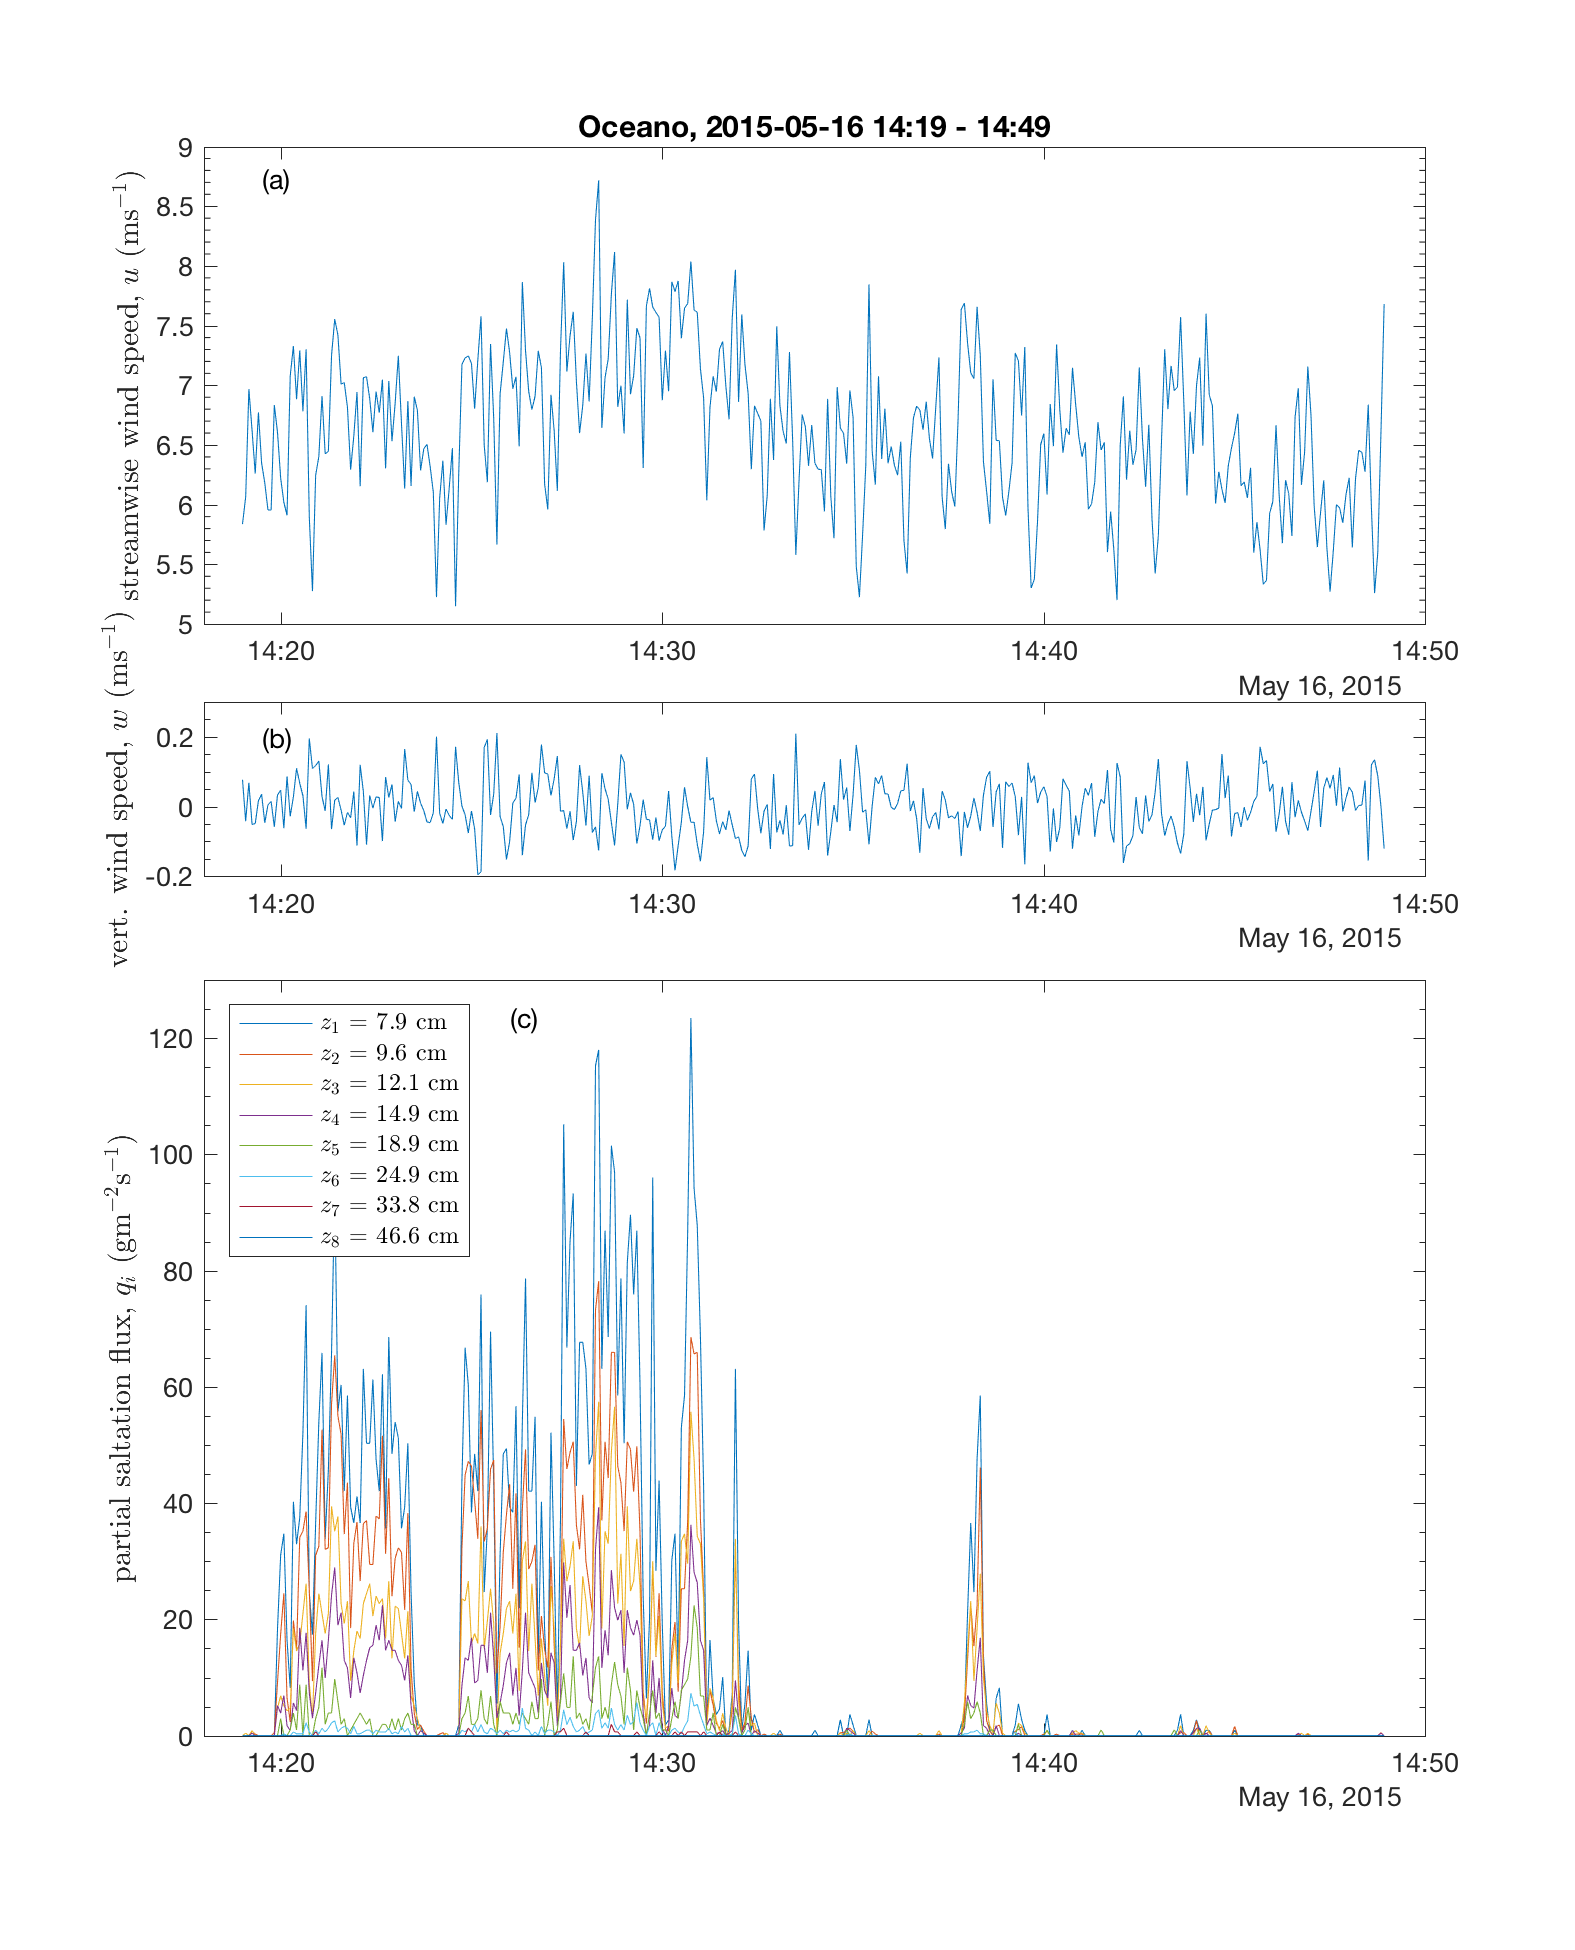 Oceano, 2015-05-16 14:19 - 14:49
(a)
streamwise wind speed, u (ms⁻¹)
9
8.5
8
7.5
7
6.5
6
5.5
5
14:20 14:30 14:40 14:50
May 16, 2015
(b)
vert. wind speed, w (ms⁻¹)
0.2
0
-0.2
14:20 14:30 14:40 14:50
May 16, 2015
(c)
z₁ = 7.9 cm
z₂ = 9.6 cm
z₃ = 12.1 cm
z₄ = 14.9 cm
z₅ = 18.9 cm
z₆ = 24.9 cm
z₇ = 33.8 cm
z₈ = 46.6 cm
partial saltation flux, qᵢ (gm⁻²s⁻¹)
120
100
80
60
40
20
0
14:20 14:30 14:40 14:50
May 16, 2015